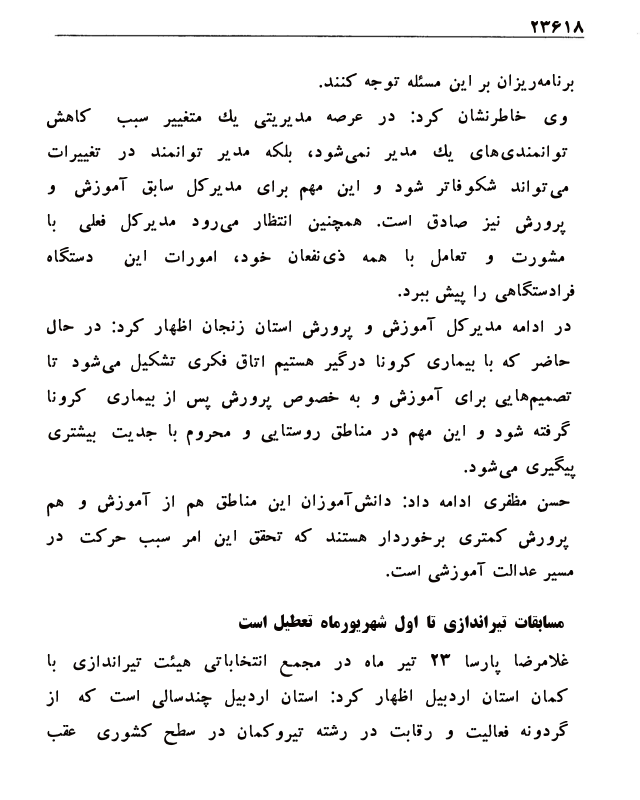 ۲۳۶۱۸
برنامه‌ریزان بر این مسئله توجه کنند.
وی خاطرنشان کرد: در عرصه مدیریتی یك متغییر سبب کاهش
توانمندی‌های یك مدیر نمی‌شود، بلکه مدیر توانمند در تغییرات
می‌تواند شکوفاتر شود و این مهم برای مدیرکل سابق آموزش و
پرورش نیز صادق است. همچنین انتظار می‌رود مدیرکل فعلی با
مشورت و تعامل با همه ذی‌نفعان خود، امورات این دستگاه
فرادستگاهی را پیش ببرد.
در ادامه مدیرکل آموزش و پرورش استان زنجان اظهار کرد: در حال
حاضر که با بیماری کرونا درگیر هستیم اتاق فکری تشکیل می‌شود تا
تصمیم‌هایی برای آموزش و به خصوص پرورش پس از بیماری کرونا
گرفته شود و این مهم در مناطق روستایی و محروم با جدیت بیشتری
پیگیری می‌شود.
حسن مظفری ادامه داد: دانش‌آموزان این مناطق هم از آموزش و هم
پرورش کمتری برخوردار هستند که تحقق این امر سبب حرکت در
مسیر عدالت آموزشی است.
مسابقات تیراندازی تا اول شهریورماه تعطیل است
غلامرضا پارسا ۲۳ تیر ماه در مجمع انتخاباتی هیئت تیراندازی با
کمان استان اردبیل اظهار کرد: استان اردبیل چندسالی است که از
گردونه فعالیت و رقابت در رشته تیروکمان در سطح کشوری عقب